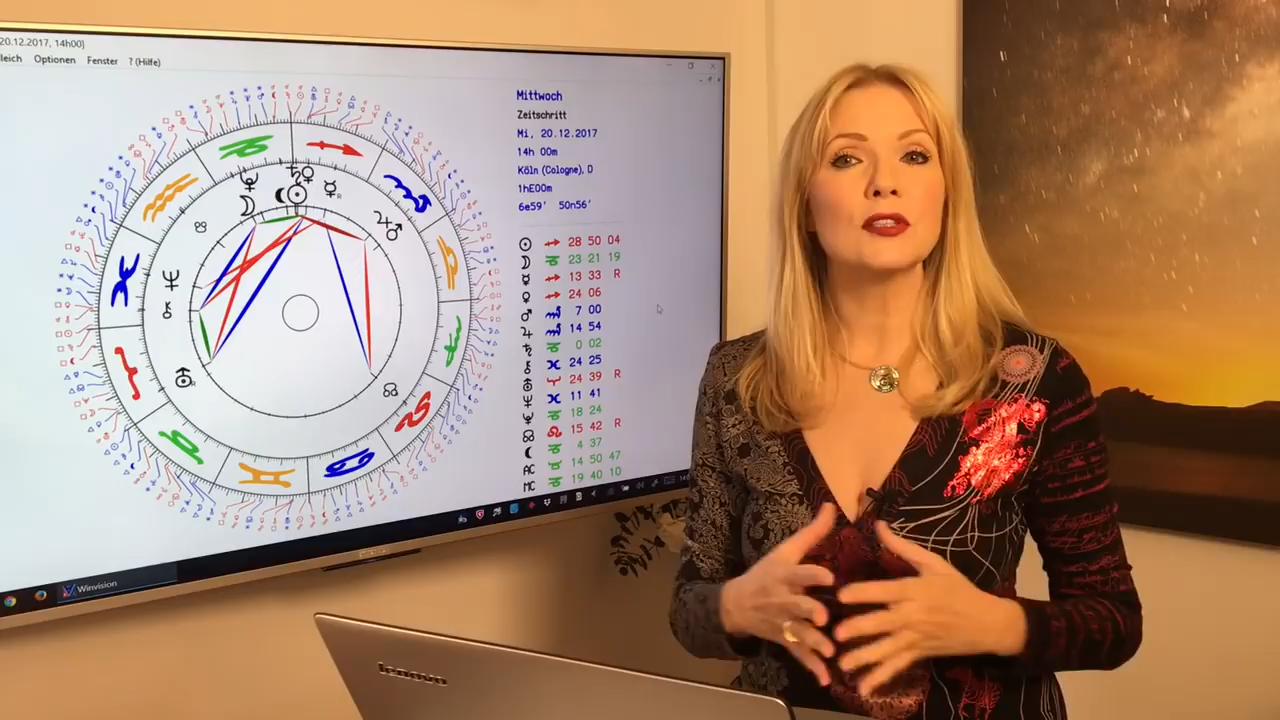 20.12.2017, 14h00)
leich Optionen Fenster ? (Hilfe)
Mittwoch
Zeitschritt
Mi, 20.12.2017
14h 00m
Köln (Cologne), D
1hE00m
6e59' 50n56'
28 50 04
23 21 19
13 33 R
24 06
7 00
14 54
0 02
24 25
24 39 R
11 41
18 24
15 42 R
4 37
AC 14 50 47
MC 19 40 10
Winvision
lenovo